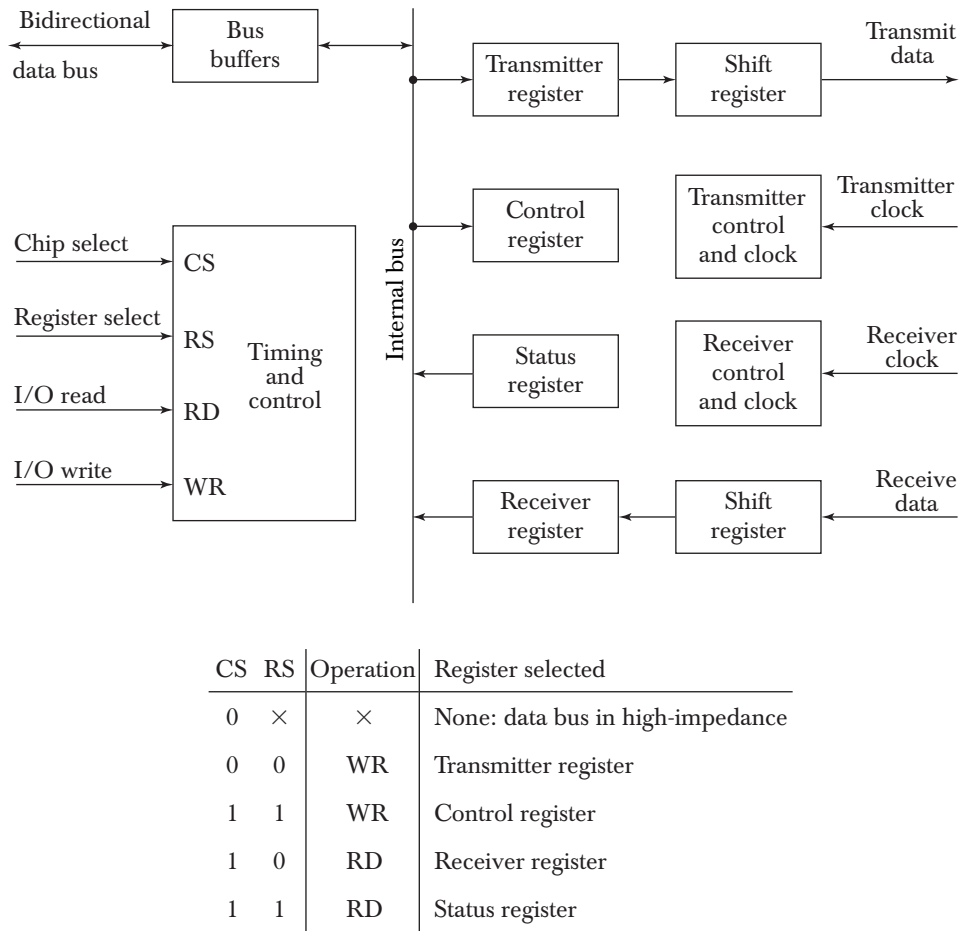 Bidirectional
data bus
Bus
buffers
Transmitter
register
Shift
register
Transmit
data
Control
register
Transmitter
control
and clock
Transmitter
clock
Chip select
CS
Register select
RS
I/O read
RD
I/O write
WR
Timing
and
control
Internal bus
Status
register
Receiver
control
and clock
Receiver
clock
Receiver
register
Shift
register
Receive
data
CS RS Operation Register selected
0 × × None: data bus in high-impedance
0 0 WR Transmitter register
1 1 WR Control register
1 0 RD Receiver register
1 1 RD Status register